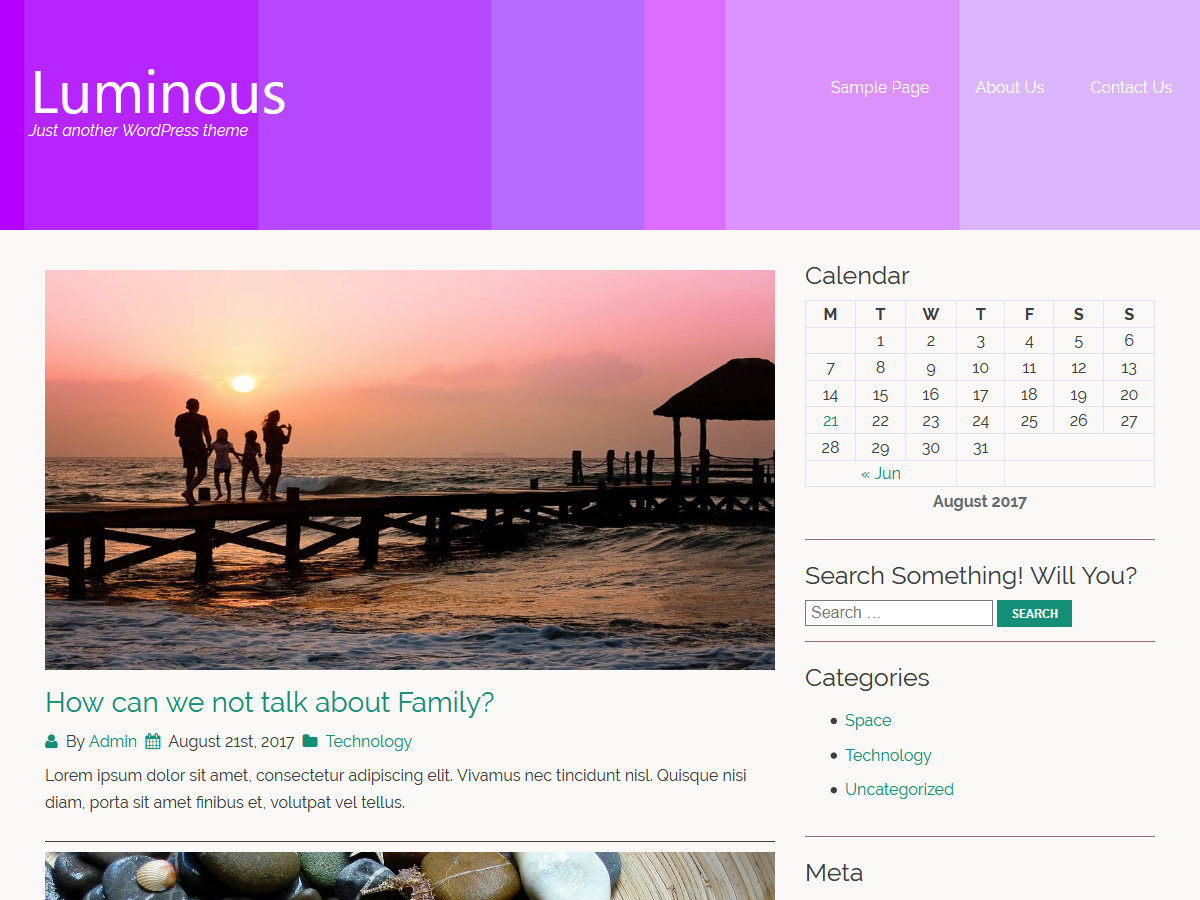 Luminous
Just another WordPress theme
Sample Page About Us Contact Us
How can we not talk about Family?
By Admin August 21st, 2017 Technology
Lorem ipsum dolor sit amet, consectetur adipiscing elit. Vivamus nec tincidunt nisl. Quisque nisi
diam, porta sit amet finibus et, volutpat vel tellus.
Calendar
M T W T F S S
1 2 3 4 5 6
7 8 9 10 11 12 13
14 15 16 17 18 19 20
21 22 23 24 25 26 27
28 29 30 31
« Jun
August 2017
Search Something! Will You?
Search … SEARCH
Categories
Space
Technology
Uncategorized
Meta